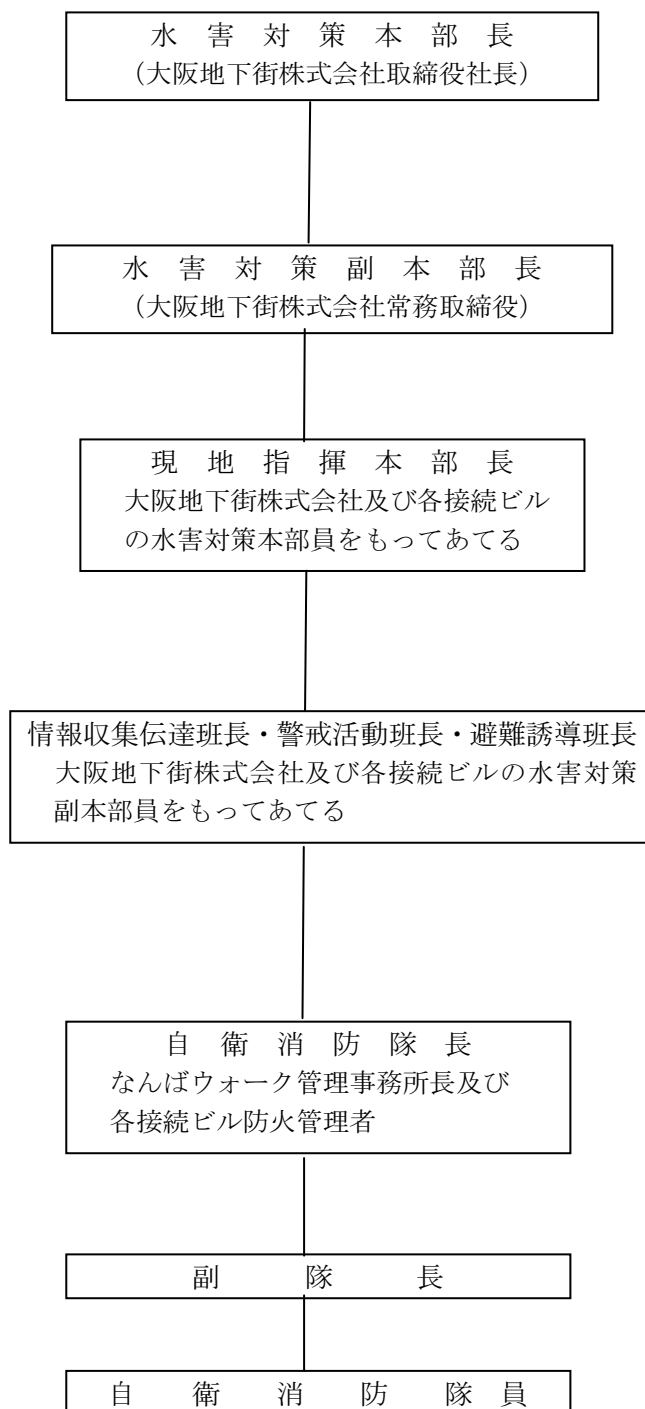 水害対策本部長
(大阪地下街株式会社取締役社長)
水害対策副本部長
(大阪地下街株式会社常務取締役)
現地指揮本部長
大阪地下街株式会社及び各接続ビル
の水害対策本部員をもってあてる
情報収集伝達班長・警戒活動班長・避難誘導班長
大阪地下街株式会社及び各接続ビルの水害対策
副本部員をもってあてる
自衛消防隊長
なんばウォーク管理事務所長及び
各接続ビル防火管理者
副隊長
自衛消防隊員